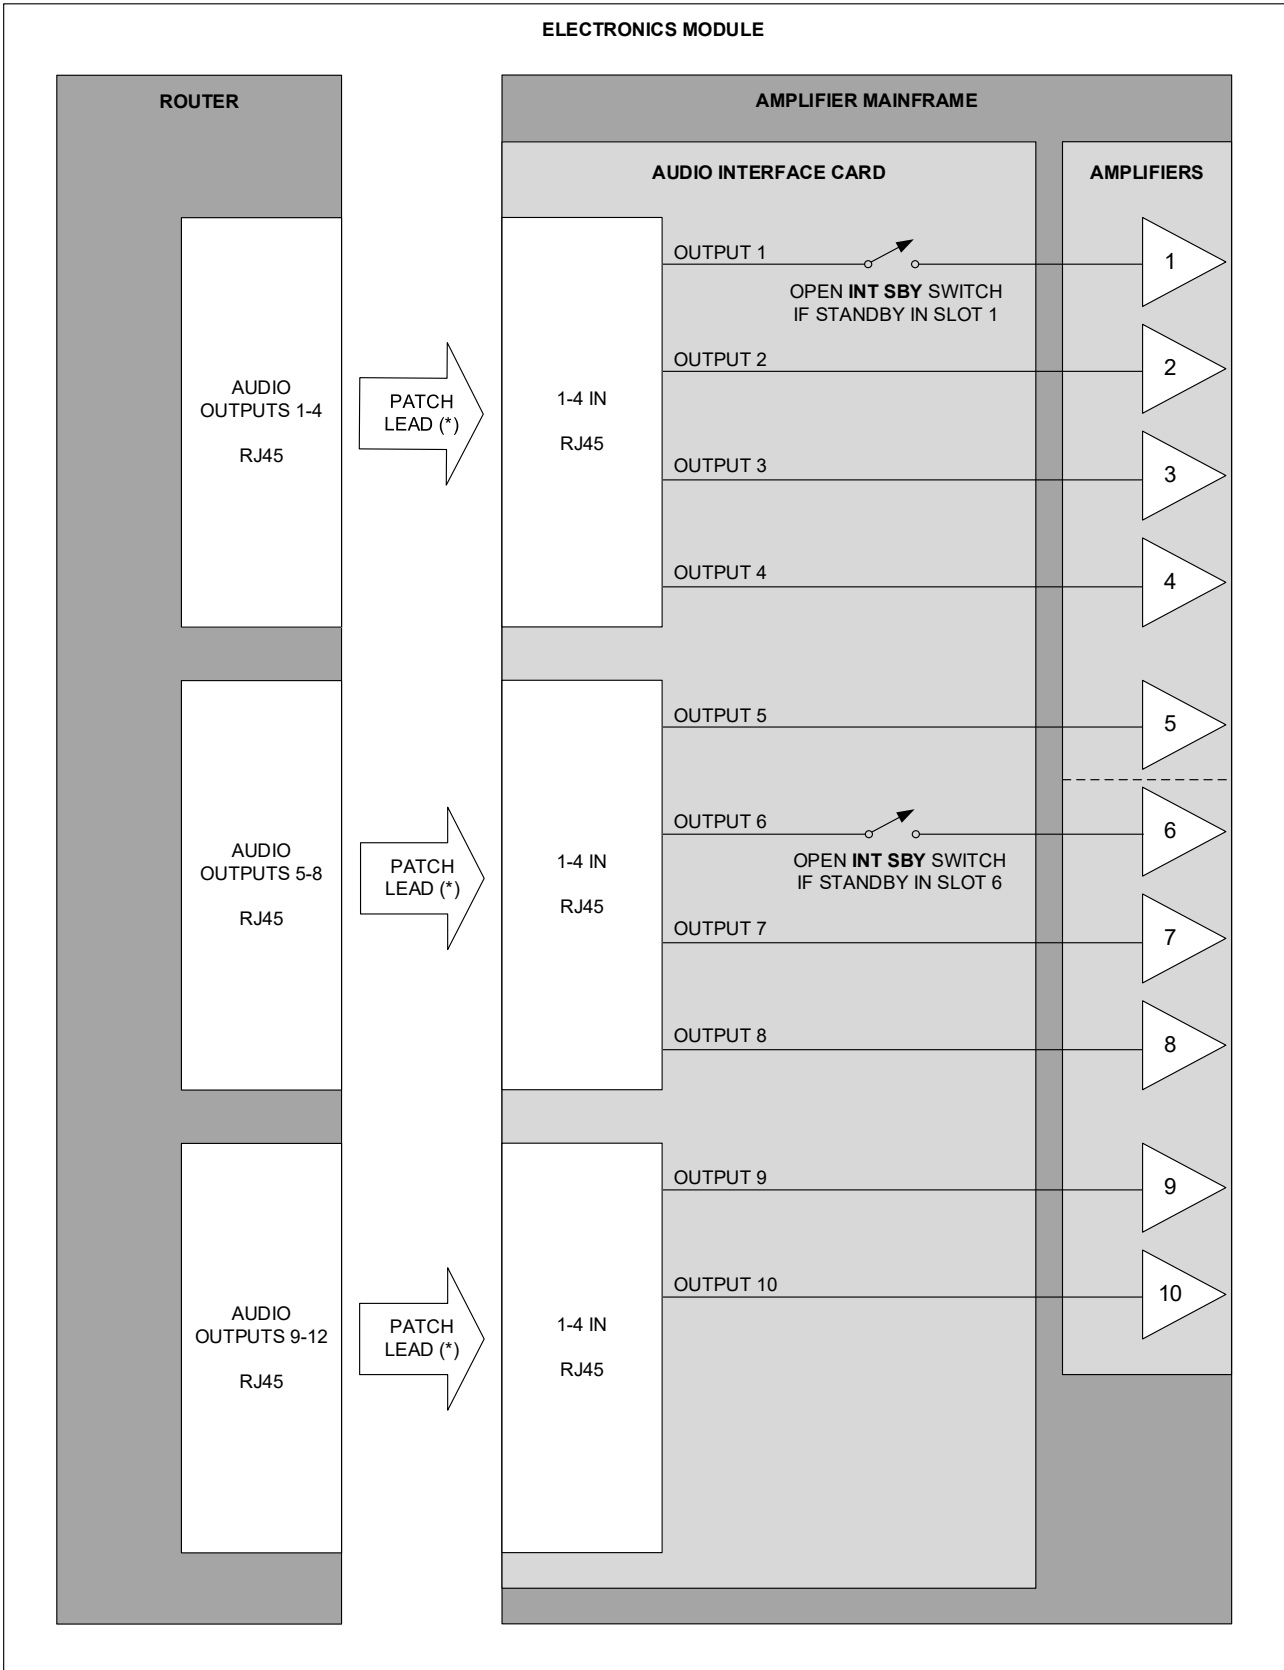 ELECTRONICS MODULE
ROUTER
AMPLIFIER MAINFRAME
AUDIO INTERFACE CARD
AMPLIFIERS
AUDIO
OUTPUTS 1-4
RJ45
PATCH
LEAD (*)
1-4 IN
RJ45
OUTPUT 1
OPEN INT SBY SWITCH
IF STANDBY IN SLOT 1
1
OUTPUT 2
2
OUTPUT 3
3
OUTPUT 4
4
AUDIO
OUTPUTS 5-8
RJ45
PATCH
LEAD (*)
1-4 IN
RJ45
OUTPUT 5
5
OUTPUT 6
OPEN INT SBY SWITCH
IF STANDBY IN SLOT 6
6
OUTPUT 7
7
OUTPUT 8
8
AUDIO
OUTPUTS 9-12
RJ45
PATCH
LEAD (*)
1-4 IN
RJ45
OUTPUT 9
9
OUTPUT 10
10